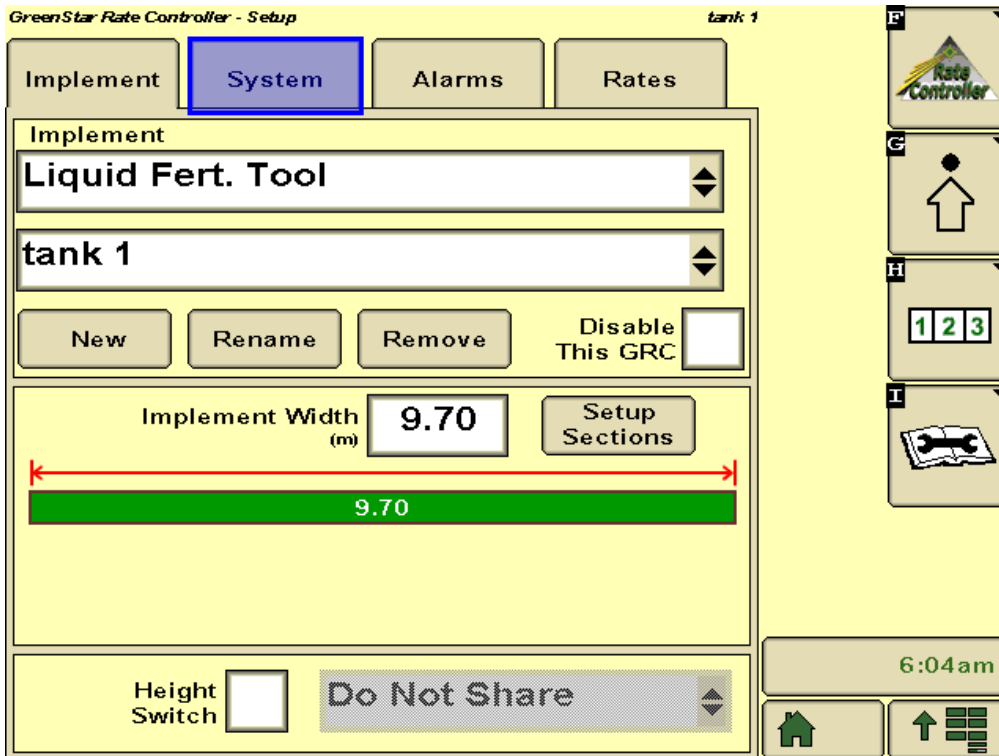 GreenStar Rate Controller - Setup
tank 1
F
Implement
System
Alarms
Rates
Rate
Controller
Implement
Liquid Fert. Tool
G
tank 1
H
New
Rename
Remove
Disable
This GRC
1 2 3
I
Implement Width
(m)
9.70
Setup
Sections
9.70
6:04am
Height
Switch
Do Not Share